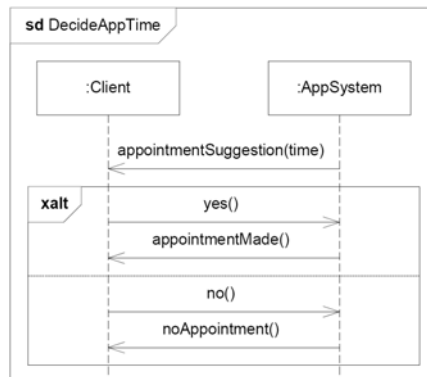 sd DecideAppTime
:Client
:AppSystem
appointmentSuggestion(time)
xalt
yes()
appointmentMade()
no()
noAppointment()